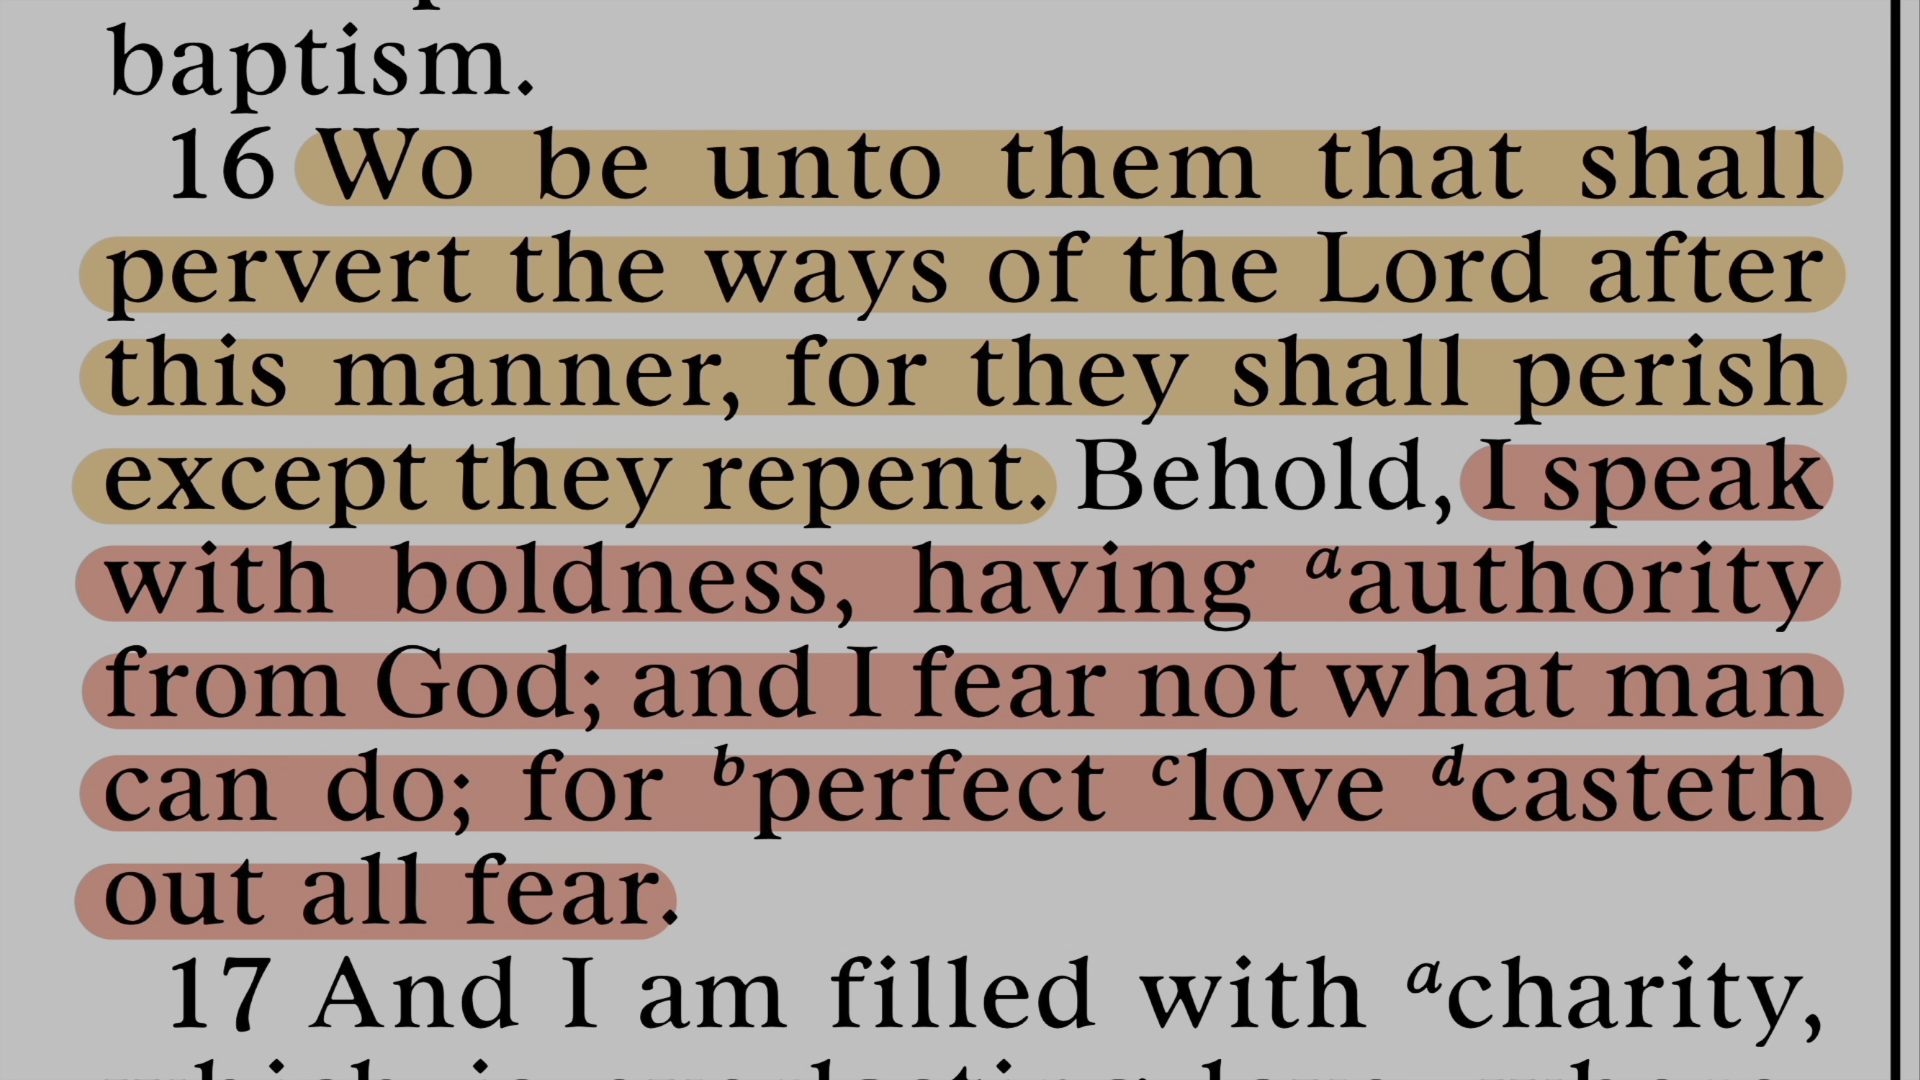 baptism.
16 Wo be unto them that shall
pervert the ways of the Lord after
this manner, for they shall perish
except they repent. Behold, I speak
with boldness, having ᵃauthority
from God; and I fear not what man
can do; for ᵇperfect ᶜlove ᵈcasteth
out all fear.
17 And I am filled with ᵃcharity,